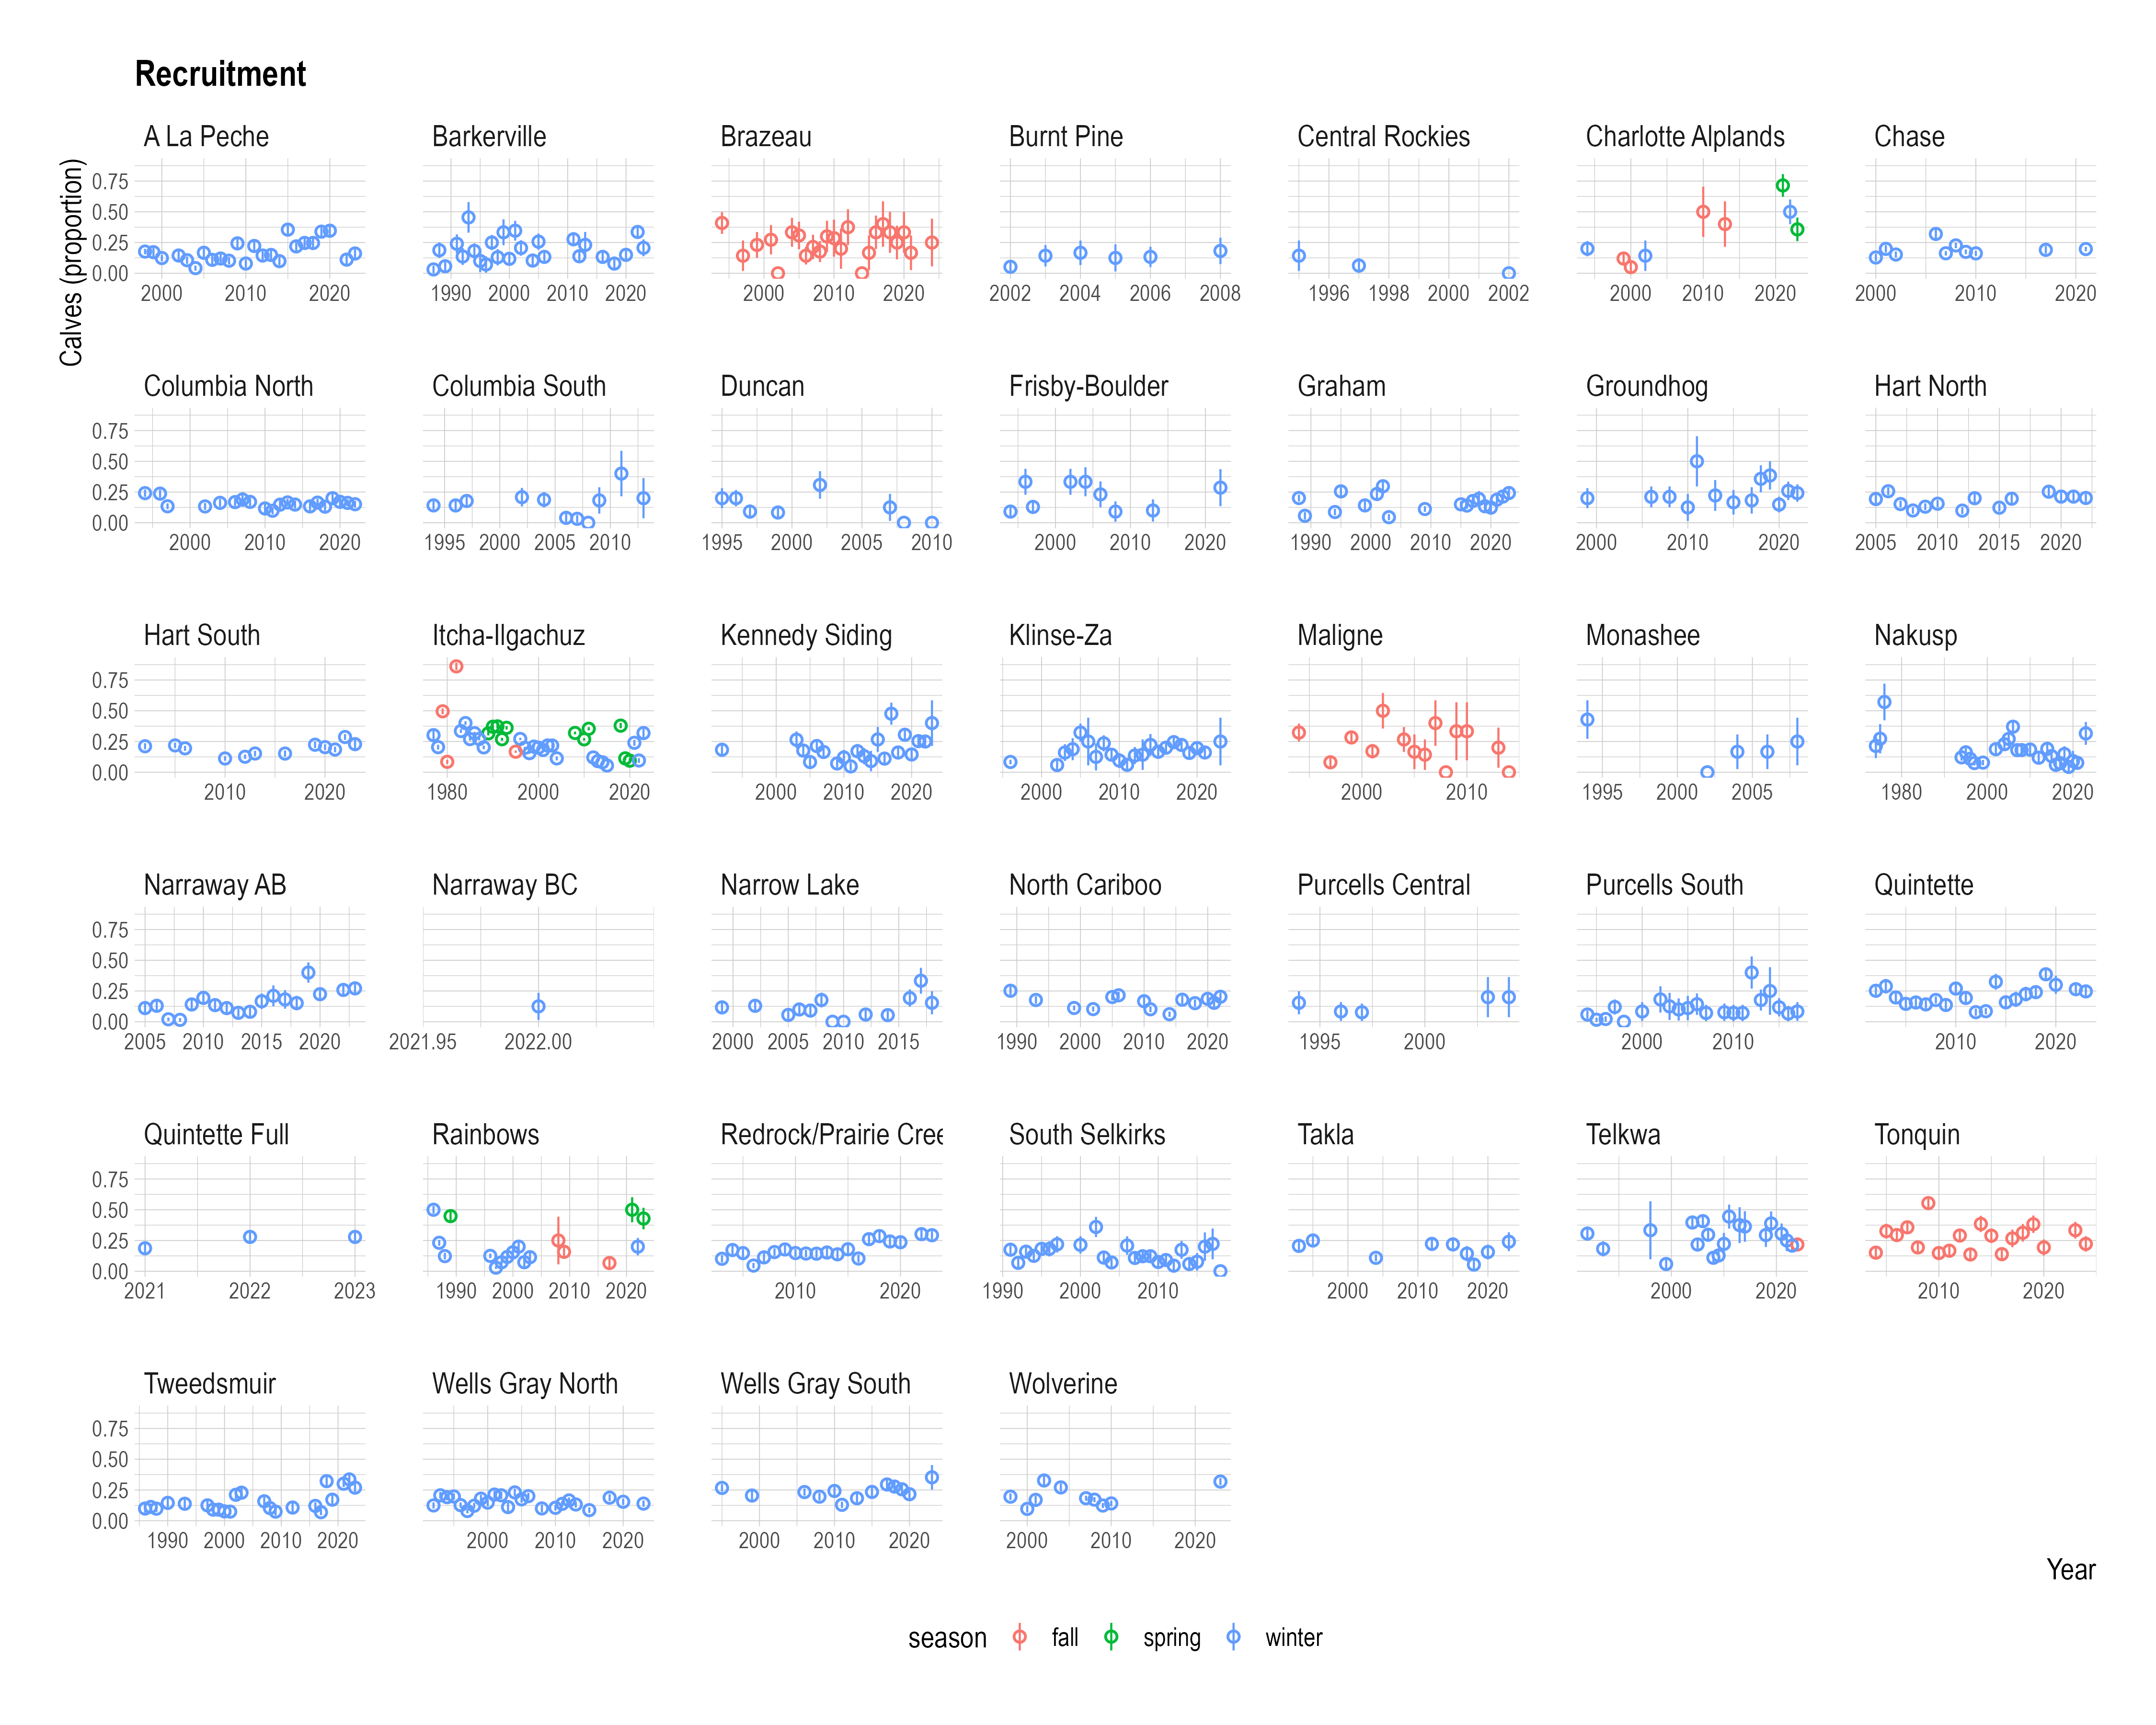 Recruitment
Calves (proportion)
A La Peche Barkerville Brazeau Burnt Pine Central Rockies Charlotte Alplands Chase
0.75
0.50
0.25
0.00
2000 2010 2020 1990 2000 2010 2020 2000 2010 2020 2002 2004 2006 2008 1996 1998 2000 2002 2000 2010 2020 2000 2010 2020
Columbia North Columbia South Duncan Frisby-Boulder Graham Groundhog Hart North
0.75
0.50
0.25
0.00
2000 2010 2020 1995 2000 2005 2010 1995 2000 2005 2010 2000 2010 2020 1990 2000 2010 2020 2000 2010 2020 2005 2010 2015 2020
Hart South Itcha-Ilgachuz Kennedy Siding Klinse-Za Maligne Monashee Nakusp
0.75
0.50
0.25
0.00
2010 2020 1980 2000 2020 2000 2010 2020 2000 2010 2020 2000 2010 1995 2000 2005 1980 2000 2020
Narraway AB Narraway BC Narrow Lake North Cariboo Purcells Central Purcells South Quintette
0.75
0.50
0.25
0.00
2005 2010 2015 2020 2021.95 2022.00 2000 2005 2010 2015 1990 2000 2010 2020 1995 2000 2000 2010 2010 2020
Quintette Full Rainbows Redrock/Prairie Cree South Selkirks Takla Telkwa Tonquin
0.75
0.50
0.25
0.00
2021 2022 2023 1990 2000 2010 2020 2010 2020 1990 2000 2010 2000 2010 2020 2000 2020 2010 2020
Tweedsmuir Wells Gray North Wells Gray South Wolverine
0.75
0.50
0.25
0.00
1990 2000 2010 2020 2000 2010 2020 2000 2010 2020 2000 2010 2020
Year
season fall spring winter